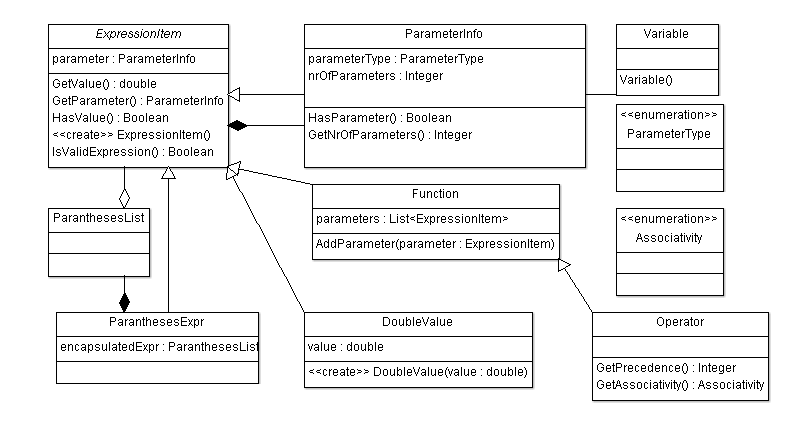 ExpressionItem
parameter : ParameterInfo
GetValue() : double
GetParameter() : ParameterInfo
HasValue() : Boolean
<<create>> ExpressionItem()
IsValidExpression() : Boolean
ParameterInfo
parameterType : ParameterType
nrOfParameters : Integer
HasParameter() : Boolean
GetNrOfParameters() : Integer
Variable
Variable()
<<enumeration>>
ParameterType
Function
parameters : List<ExpressionItem>
AddParameter(parameter : ExpressionItem)
ParanthesesList
<<enumeration>>
Associativity
ParanthesesExpr
encapsulatedExpr : ParanthesesList
DoubleValue
value : double
<<create>> DoubleValue(value : double)
Operator
GetPrecedence() : Integer
GetAssociativity() : Associativity